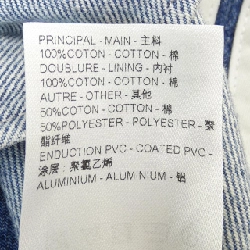 PRINCIPAL - MAIN - 主料
100%COTON - COTTON - 棉
DOUBLURE - LINING - 内衬
100%COTON - COTTON - 棉
AUTRE - OTHER - 其他
50%COTON - COTTON - 棉
50%POLYESTER - POLYESTER - 聚
酯纤维
ENDUCTION PVC - COATED PVC -
涂层 : 聚氯乙烯
ALUMINIUM - ALUMINIUM - 铝